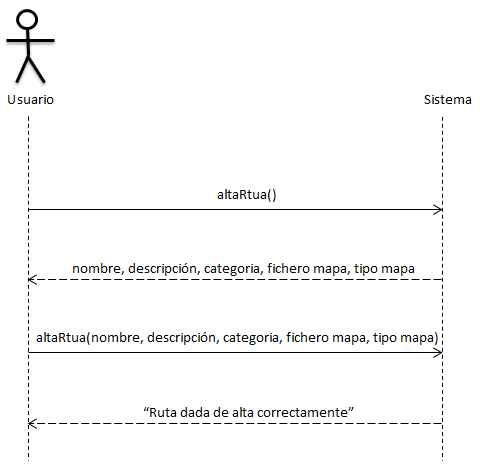 Usuario
Sistema
altaRtua()
nombre, descripción, categoria, fichero mapa, tipo mapa
altaRtua(nombre, descripción, categoria, fichero mapa, tipo mapa)
“Ruta dada de alta correctamente”